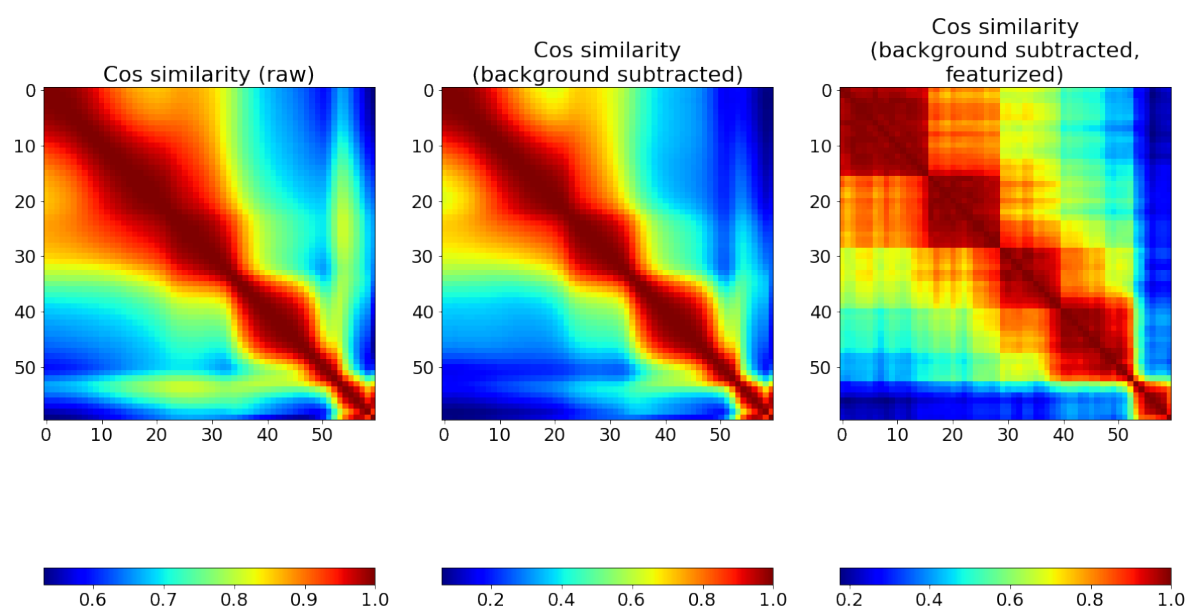 Cos similarity (raw)
Cos similarity
(background subtracted)
Cos similarity
(background subtracted,
featurized)
0
10
20
30
40
50
0 10 20 30 40 50
0
10
20
30
40
50
0 10 20 30 40 50
0
10
20
30
40
50
0 10 20 30 40 50
0.6 0.7 0.8 0.9 1.0
0.2 0.4 0.6 0.8 1.0
0.2 0.4 0.6 0.8 1.0